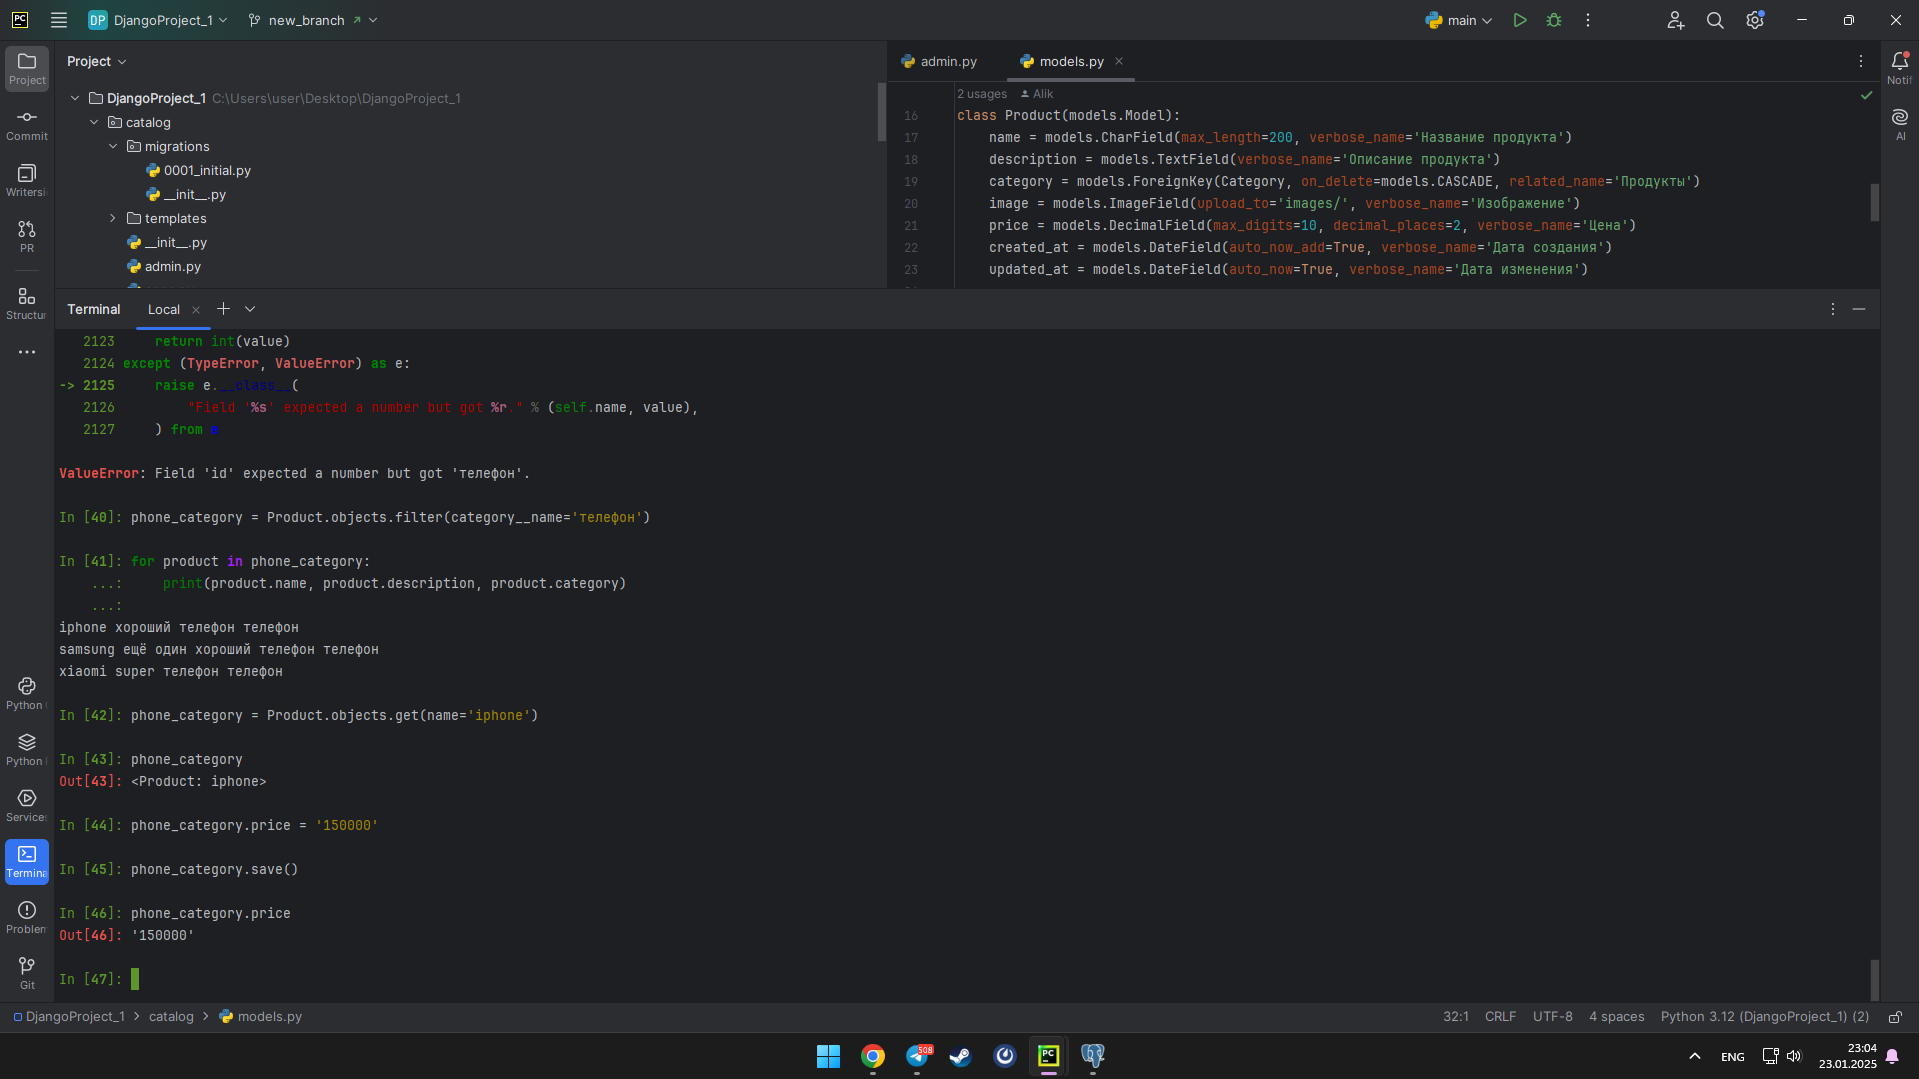 PC
DP DjangoProject_1
new_branch
main
Project
Commit
Writersi
PR
Structur
Project
DjangoProject_1 C:\Users\user\Desktop\DjangoProject_1
catalog
migrations
0001_initial.py
__init__.py
templates
__init__.py
admin.py
admin.py
models.py
2 usages Alik
16 class Product(models.Model):
17 name = models.CharField(max_length=200, verbose_name='Название продукта')
18 description = models.TextField(verbose_name='Описание продукта')
19 category = models.ForeignKey(Category, on_delete=models.CASCADE, related_name='Продукты')
20 image = models.ImageField(upload_to='images/', verbose_name='Изображение')
21 price = models.DecimalField(max_digits=10, decimal_places=2, verbose_name='Цена')
22 created_at = models.DateField(auto_now_add=True, verbose_name='Дата создания')
23 updated_at = models.DateField(auto_now=True, verbose_name='Дата изменения')
Notif
AI
Terminal
Local
2123 return int(value)
2124 except (TypeError, ValueError) as e:
-> 2125 raise e.__class__(
2126 "Field '%s' expected a number but got %r." % (self.name, value),
2127 ) from e
ValueError: Field 'id' expected a number but got 'телефон'.
In [40]: phone_category = Product.objects.filter(category__name='телефон')
In [41]: for product in phone_category:
...: print(product.name, product.description, product.category)
...:
iphone хороший телефон телефон
samsung ещё один хороший телефон телефон
xiaomi super телефон телефон
In [42]: phone_category = Product.objects.get(name='iphone')
In [43]: phone_category
Out[43]: <Product: iphone>
In [44]: phone_category.price = '150000'
In [45]: phone_category.save()
In [46]: phone_category.price
Out[46]: '150000'
In [47]:
Python
Python
Services
Termina
Problem
Git
DjangoProject_1 > catalog > models.py
32:1 CRLF UTF-8 4 spaces Python 3.12 (DjangoProject_1) (2)
508
PC
ENG
23:04
23.01.2025